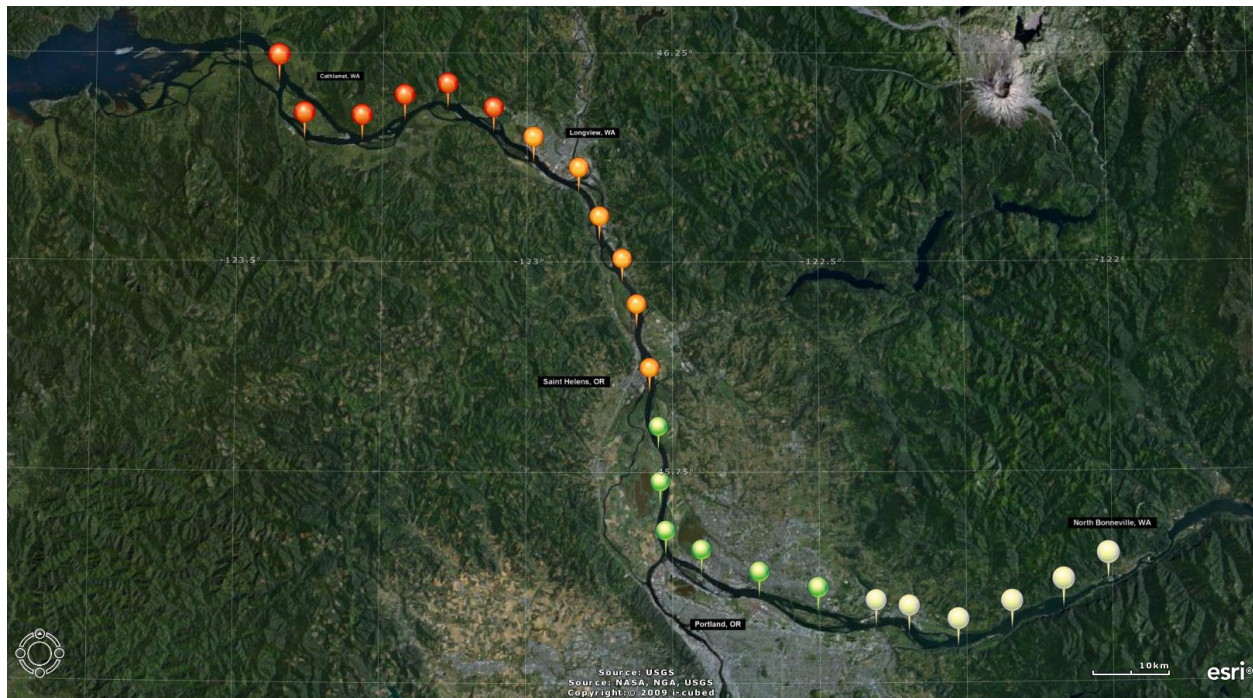 46.25°
Cathlamet, WA
Longview, WA
-123.5°
-123°
-122.5°
-122°
Saint Helens, OR
45.75°
North Bonneville, WA
Portland, OR
10km
esri
Source: USGS
Source: NASA, NGA, USGS
Copyright:© 2009 i-cubed